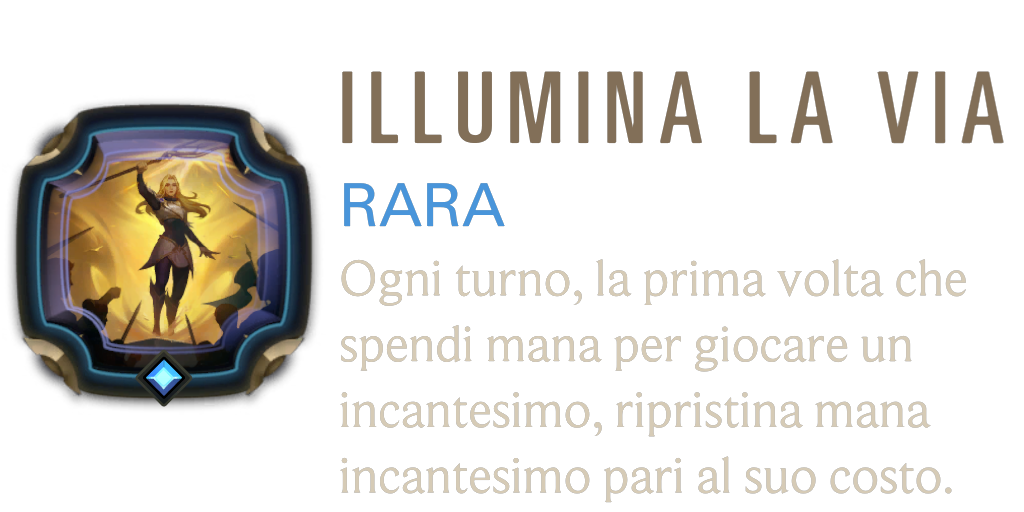 ILLUMINA LA VIA
RARA
Ogni turno, la prima volta che
spendi mana per giocare un
incantesimo, ripristina mana
incantesimo pari al suo costo.